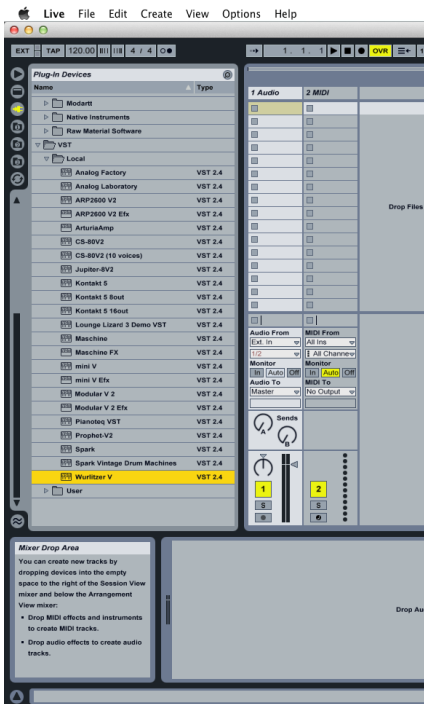 Live File Edit Create View Options Help
EXT TAP 120.00 4 / 4 1. 1. 1 OVR 1
Plug-In Devices
Name Type
Modartt
Native Instruments
Raw Material Software
VST
Local
Analog Factory VST 2.4
Analog Laboratory VST 2.4
ARP2600 V2 VST 2.4
ARP2600 V2 Efx VST 2.4
ArturiaAmp VST 2.4
CS-80V2 VST 2.4
CS-80V2 (10 voices) VST 2.4
Jupiter-8V2 VST 2.4
Kontakt 5 VST 2.4
Kontakt 5 8out VST 2.4
Kontakt 5 16out VST 2.4
Lounge Lizard 3 Demo VST VST 2.4
Maschine VST 2.4
Maschine FX VST 2.4
mini V VST 2.4
mini V Efx VST 2.4
Modular V 2 VST 2.4
Modular V 2 Efx VST 2.4
Pianoteq VST VST 2.4
Prophet-V2 VST 2.4
Spark VST 2.4
Spark Vintage Drum Machines VST 2.4
Wurlitzer V VST 2.4
User
1 Audio 2 MIDI
Drop Files
Audio From MIDI From
Ext. In All Ins
1/2 All Channe
Monitor Monitor
In Auto Off In Auto Off
Audio To MIDI To
Master No Output
Sends
A B
1 2
S S
Mixer Drop Area
You can create new tracks by
dropping devices into the empty
space to the right of the Session View
mixer and below the Arrangement
View mixer:
• Drop MIDI effects and instruments
to create MIDI tracks.
• Drop audio effects to create audio
tracks.
Drop Au